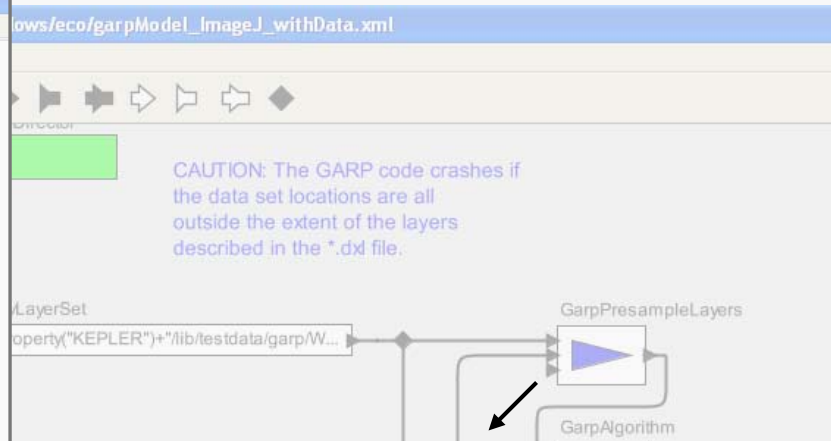 ows/eco/garpModel_ImageJ_withData.xml
Director
CAUTION: The GARP code crashes if
the data set locations are all
outside the extent of the layers
described in the *.dxl file.
LayerSet
GarpPresampleLayers
operty("KEPLER")+"/lib/testdata/garp/W...
GarpAlgorithm